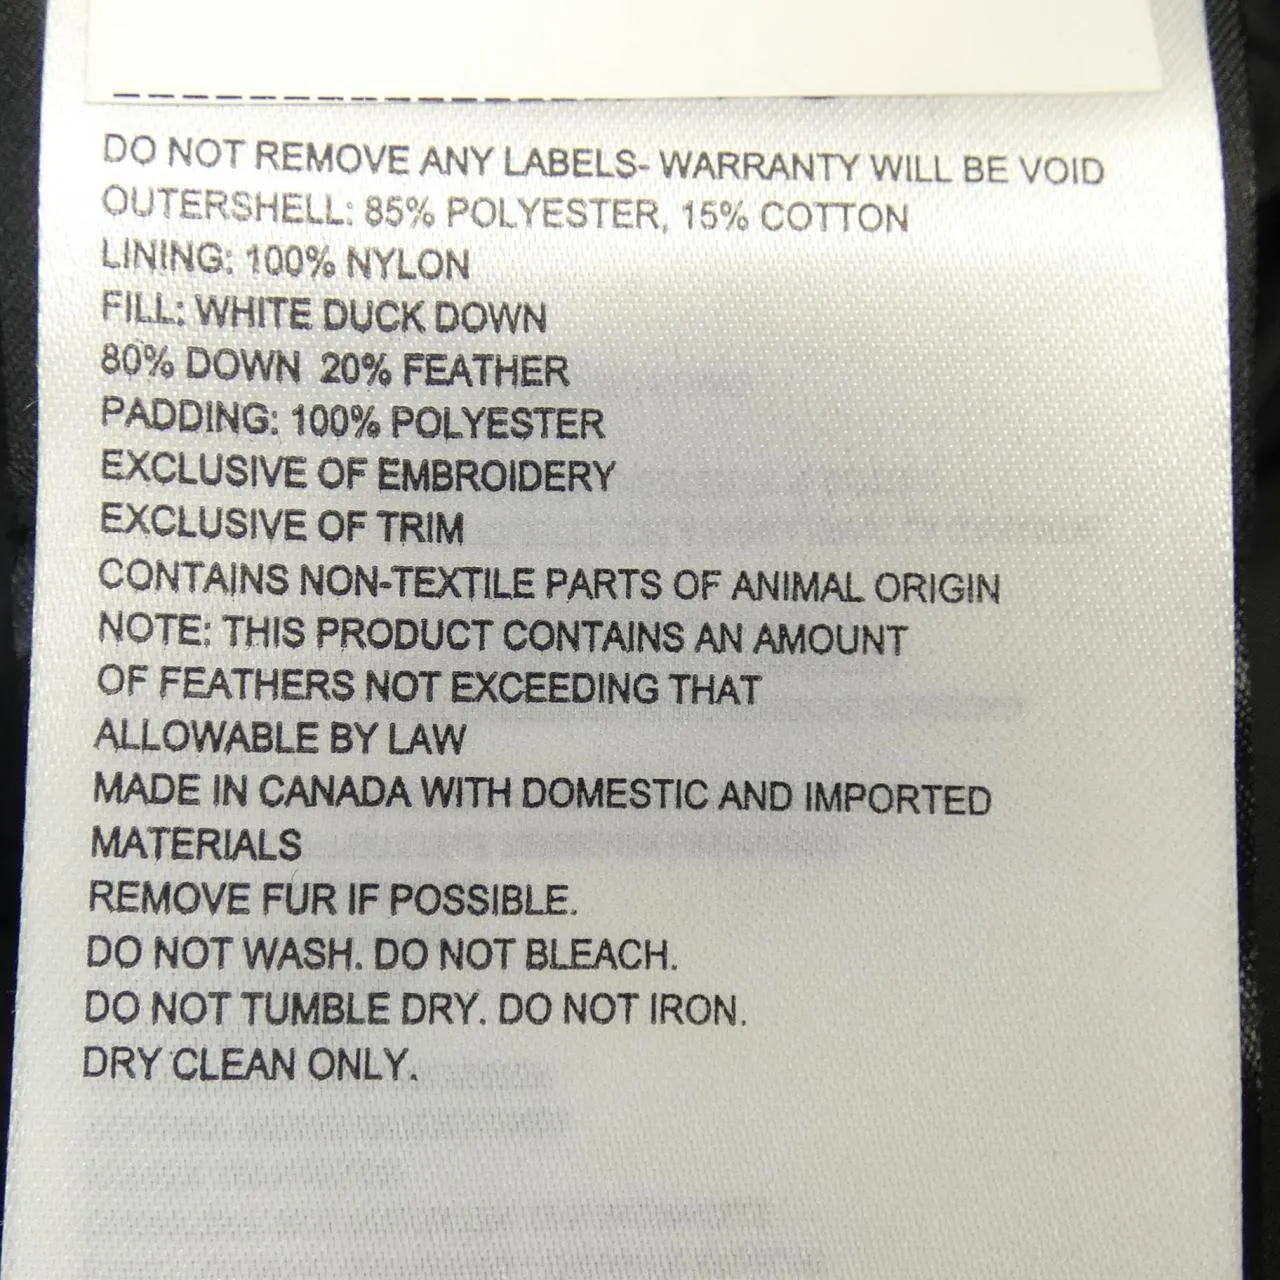 DO NOT REMOVE ANY LABELS- WARRANTY WILL BE VOID
OUTERSHELL: 85% POLYESTER, 15% COTTON
LINING: 100% NYLON
FILL: WHITE DUCK DOWN
80% DOWN 20% FEATHER
PADDING: 100% POLYESTER
EXCLUSIVE OF EMBROIDERY
EXCLUSIVE OF TRIM
CONTAINS NON-TEXTILE PARTS OF ANIMAL ORIGIN
NOTE: THIS PRODUCT CONTAINS AN AMOUNT
OF FEATHERS NOT EXCEEDING THAT
ALLOWABLE BY LAW
MADE IN CANADA WITH DOMESTIC AND IMPORTED
MATERIALS
REMOVE FUR IF POSSIBLE.
DO NOT WASH. DO NOT BLEACH.
DO NOT TUMBLE DRY. DO NOT IRON.
DRY CLEAN ONLY.